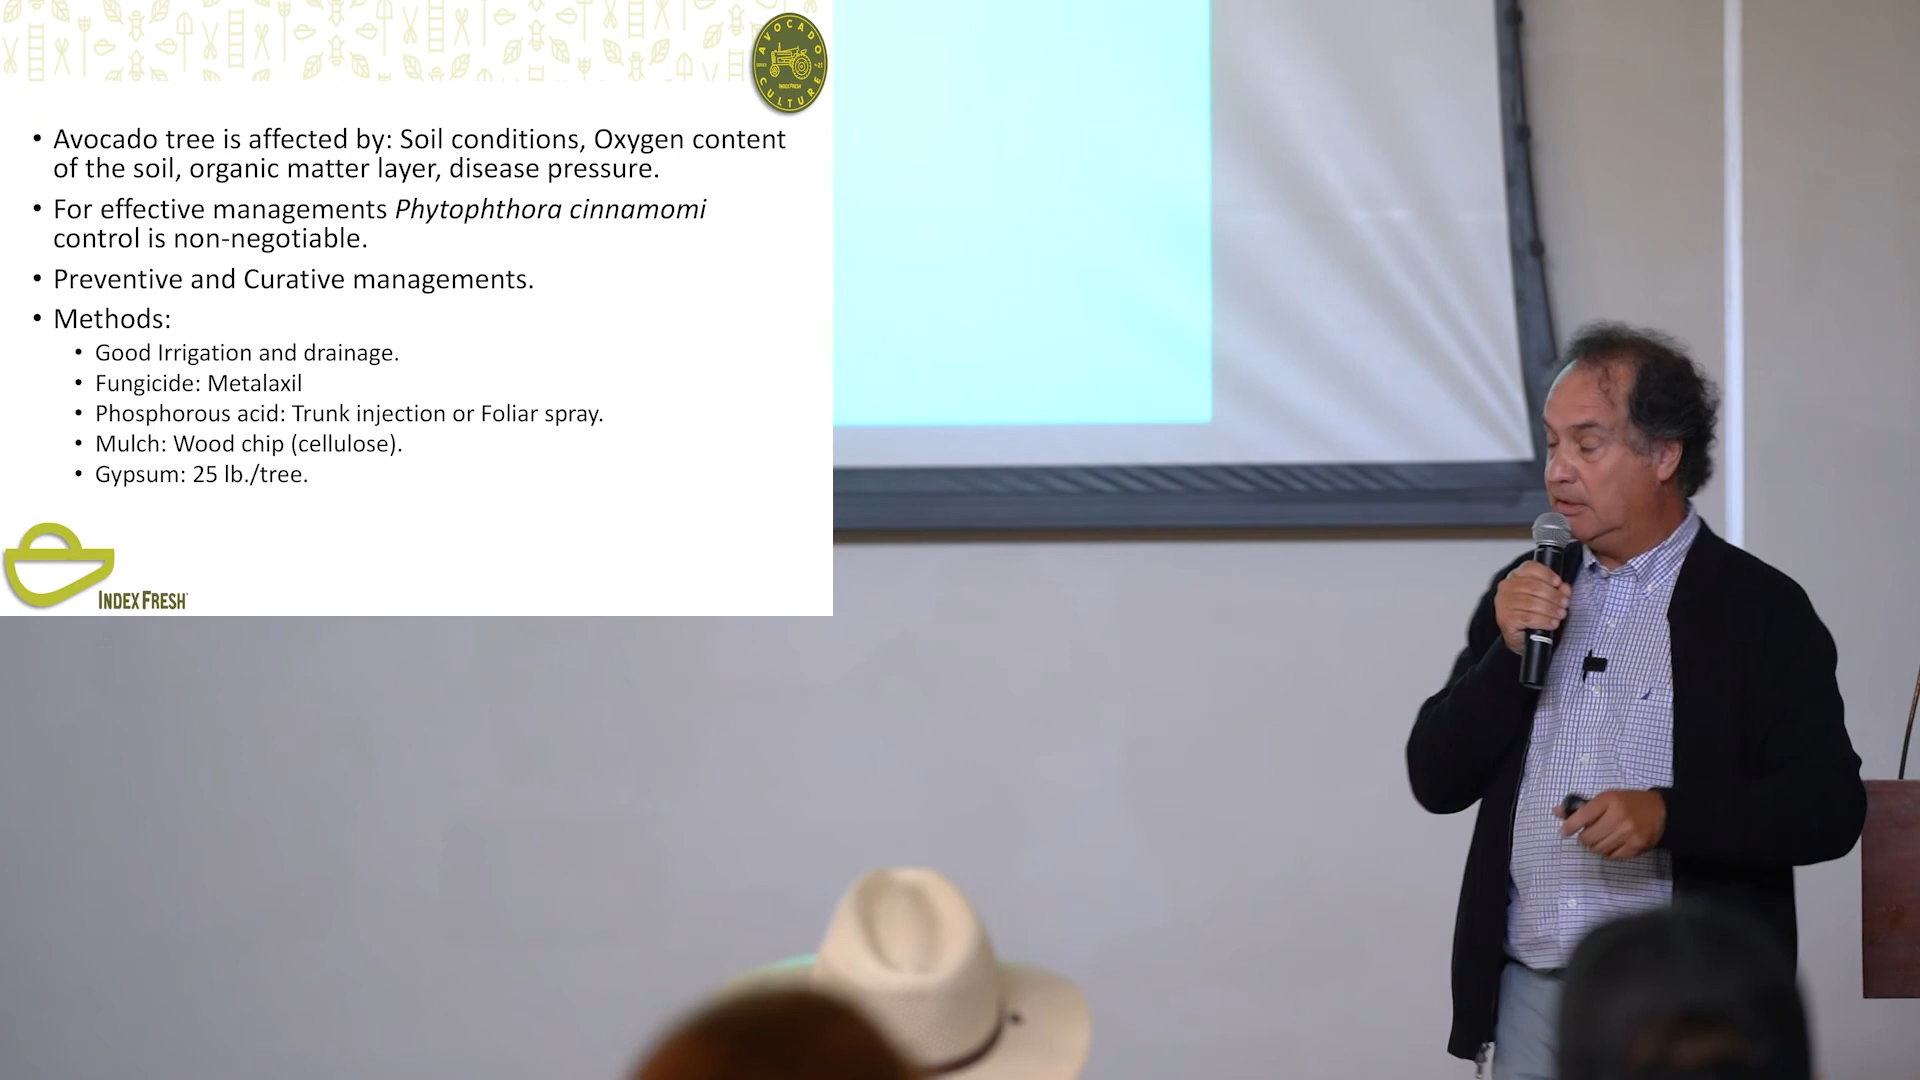 AVOCADO
INDEX FRESH
CULTURE
• Avocado tree is affected by: Soil conditions, Oxygen content
of the soil, organic matter layer, disease pressure.
• For effective managements Phytophthora cinnamomi
control is non-negotiable.
• Preventive and Curative managements.
• Methods:
• Good Irrigation and drainage.
• Fungicide: Metalaxil
• Phosphorous acid: Trunk injection or Foliar spray.
• Mulch: Wood chip (cellulose).
• Gypsum: 25 lb./tree.
INDEX FRESH